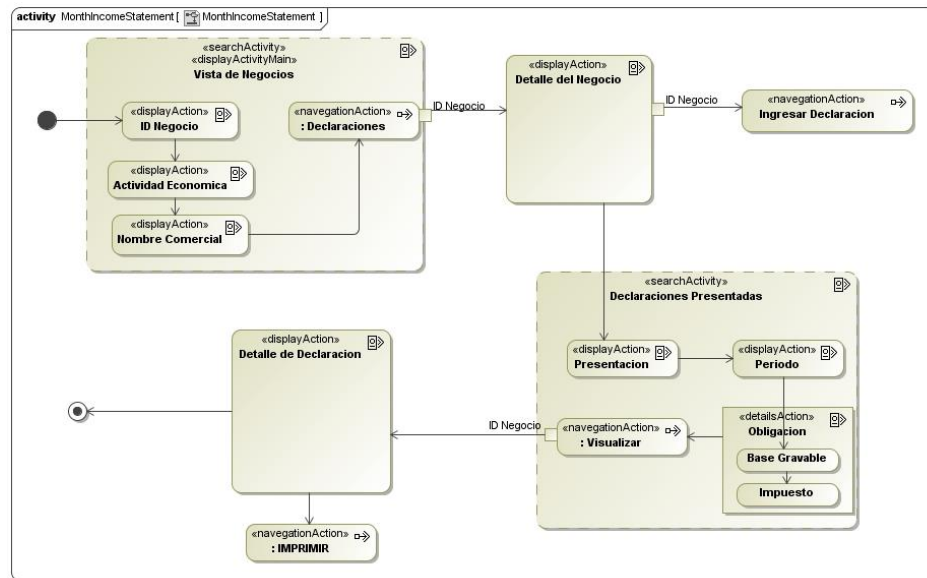 activity MonthIncomeStatement [ MonthIncomeStatement ]
«searchActivity»
«displayActivityMain»
Vista de Negocios
«displayAction»
ID Negocio
«displayAction»
Actividad Economica
«displayAction»
Nombre Comercial
«navegationAction»
: Declaraciones
ID Negocio
«displayAction»
Detalle del Negocio
ID Negocio
«navegationAction»
Ingresar Declaracion
«searchActivity»
Declaraciones Presentadas
«displayAction»
Presentacion
«displayAction»
Periodo
«detailsAction»
Obligacion
Base Gravable
Impuesto
«navegationAction»
: Visualizar
ID Negocio
«displayAction»
Detalle de Declaracion
«navegationAction»
: IMPRIMIR